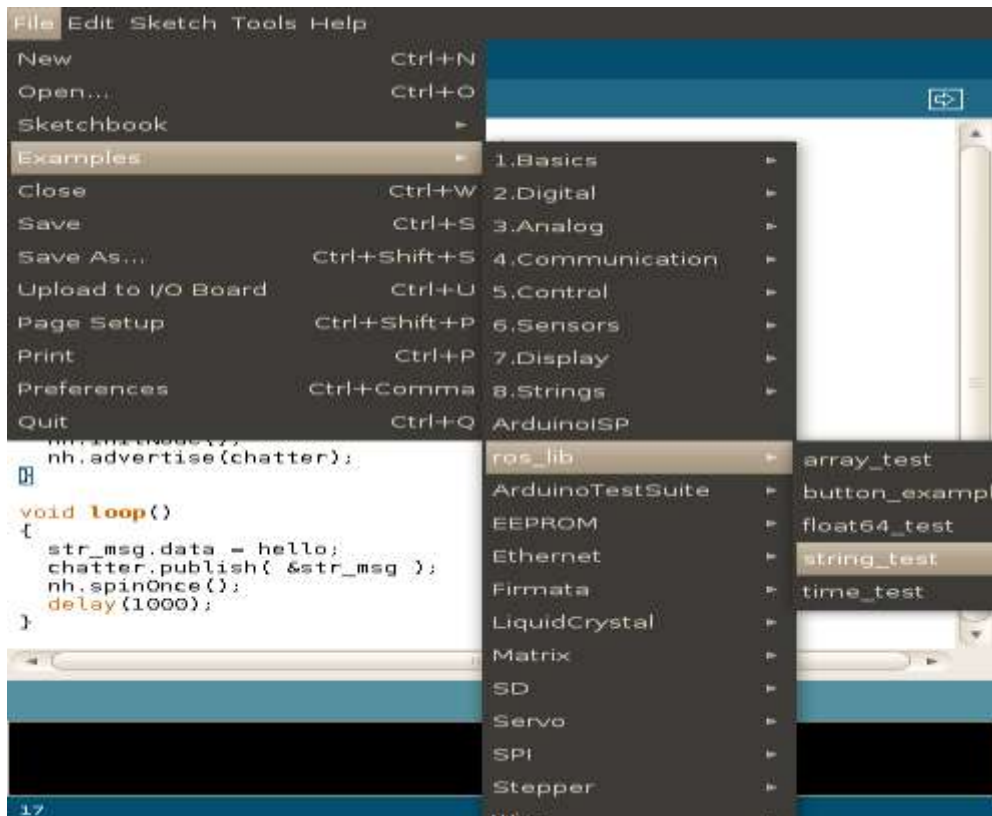 File Edit Sketch Tools Help
New Ctrl+N
Open... Ctrl+O
Sketchbook
Examples
Close Ctrl+W
Save Ctrl+S
Save As... Ctrl+Shift+S
Upload to I/O Board Ctrl+U
Page Setup Ctrl+Shift+P
Print Ctrl+P
Preferences Ctrl+Comma
Quit Ctrl+Q
1.Basics
2.Digital
3.Analog
4.Communication
5.Control
6.Sensors
7.Display
8.Strings
ArduinoISP
ros_lib
ArduinoTestSuite
EEPROM
Ethernet
Firmata
LiquidCrystal
Matrix
SD
Servo
SPI
Stepper
array_test
button_exampl
float64_test
string_test
time_test
nh.advertise(chatter);
}
void loop()
{
str_msg.data = hello;
chatter.publish( &str_msg );
nh.spinOnce();
delay(1000);
}
17